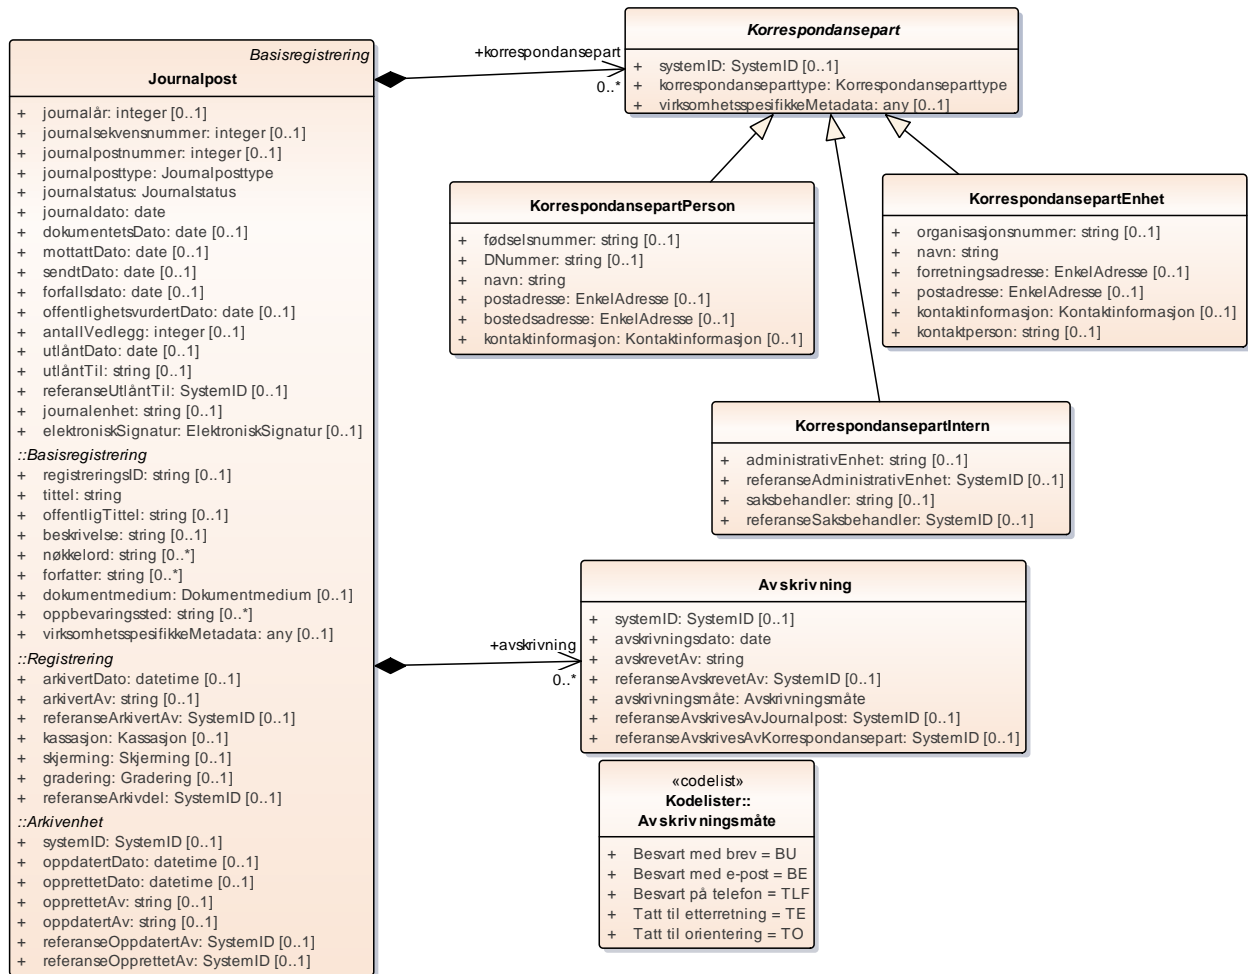 Basisregistrering
Journalpost
+ journalår: integer [0..1]
+ journalsekvensnummer: integer [0..1]
+ journalpostnummer: integer [0..1]
+ journalposttype: Journalposttype
+ journalstatus: Journalstatus
+ journaldato: date
+ dokumentetsDato: date [0..1]
+ mottattDato: date [0..1]
+ sendtDato: date [0..1]
+ forfallsdato: date [0..1]
+ offentlighetsvurdertDato: date [0..1]
+ antallVedlegg: integer [0..1]
+ utlåntDato: date [0..1]
+ utlåntTil: string [0..1]
+ referanseUtlåntTil: SystemID [0..1]
+ journalenhet: string [0..1]
+ elektroniskSignatur: ElektroniskSignatur [0..1]
::Basisregistrering
+ registreringsID: string [0..1]
+ tittel: string
+ offentligTittel: string [0..1]
+ beskrivelse: string [0..1]
+ nøkkelord: string [0..*]
+ forfatter: string [0..*]
+ dokumentmedium: Dokumentmedium [0..1]
+ oppbevaringssted: string [0..*]
+ virksomhetsspesifikkeMetadata: any [0..1]
::Registrering
+ arkivertDato: datetime [0..1]
+ arkivertAv: string [0..1]
+ referanseArkivertAv: SystemID [0..1]
+ kassasjon: Kassasjon [0..1]
+ skjerming: Skjerming [0..1]
+ gradering: Gradering [0..1]
+ referanseArkivdel: SystemID [0..1]
::Arkivenhet
+ systemID: SystemID [0..1]
+ oppdatertDato: datetime [0..1]
+ opprettetDato: datetime [0..1]
+ opprettetAv: string [0..1]
+ oppdatertAv: string [0..1]
+ referanseOppdatertAv: SystemID [0..1]
+ referanseOpprettetAv: SystemID [0..1]
+korrespondansepart
0..*
Korrespondansepart
+ systemID: SystemID [0..1]
+ korrespondanseparttype: Korrespondanseparttype
+ virksomhetsspesifikkeMetadata: any [0..1]
KorrespondansepartPerson
+ fødselsnummer: string [0..1]
+ DNummer: string [0..1]
+ navn: string
+ postadresse: EnkelAdresse [0..1]
+ bostedsadresse: EnkelAdresse [0..1]
+ kontaktinformasjon: Kontaktinformasjon [0..1]
KorrespondansepartEnhet
+ organisasjonsnummer: string [0..1]
+ navn: string
+ forretningsadresse: EnkelAdresse [0..1]
+ postadresse: EnkelAdresse [0..1]
+ kontaktinformasjon: Kontaktinformasjon [0..1]
+ kontaktperson: string [0..1]
KorrespondansepartIntern
+ administrativEnhet: string [0..1]
+ referanseAdministrativEnhet: SystemID [0..1]
+ saksbehandler: string [0..1]
+ referanseSaksbehandler: SystemID [0..1]
+avskrivning
0..*
Avskrivning
+ systemID: SystemID [0..1]
+ avskrivningsdato: date
+ avskrevetAv: string
+ referanseAvskrevetAv: SystemID [0..1]
+ avskrivningsmåte: Avskrivningsmåte
+ referanseAvskrivesAvJournalpost: SystemID [0..1]
+ referanseAvskrivesAvKorrespondansepart: SystemID [0..1]
«codelist»
Kodelister::
Avskrivningsmåte
+ Besvart med brev = BU
+ Besvart med e-post = BE
+ Besvart på telefon = TLF
+ Tatt til etterretning = TE
+ Tatt til orientering = TO